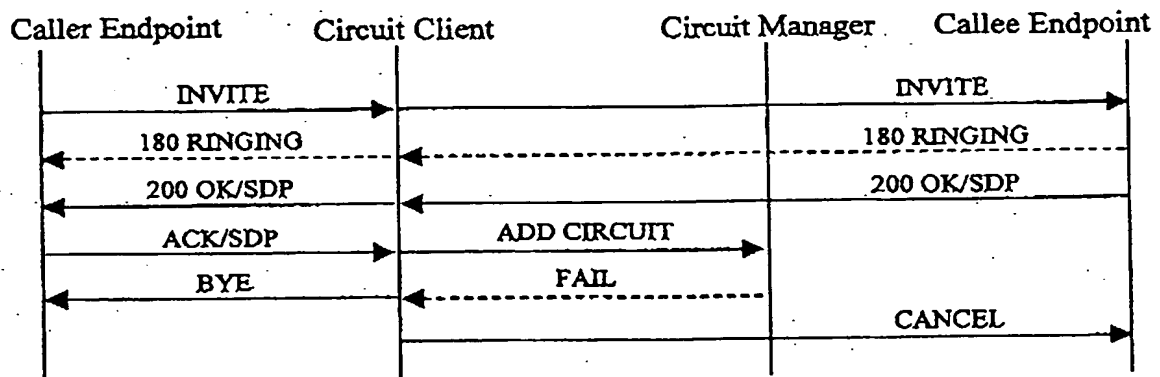 Caller Endpoint Circuit Client Circuit Manager Callee Endpoint
INVITE INVITE
180 RINGING 180 RINGING
200 OK/SDP 200 OK/SDP
ACK/SDP ADD CIRCUIT
BYE FAIL
CANCEL